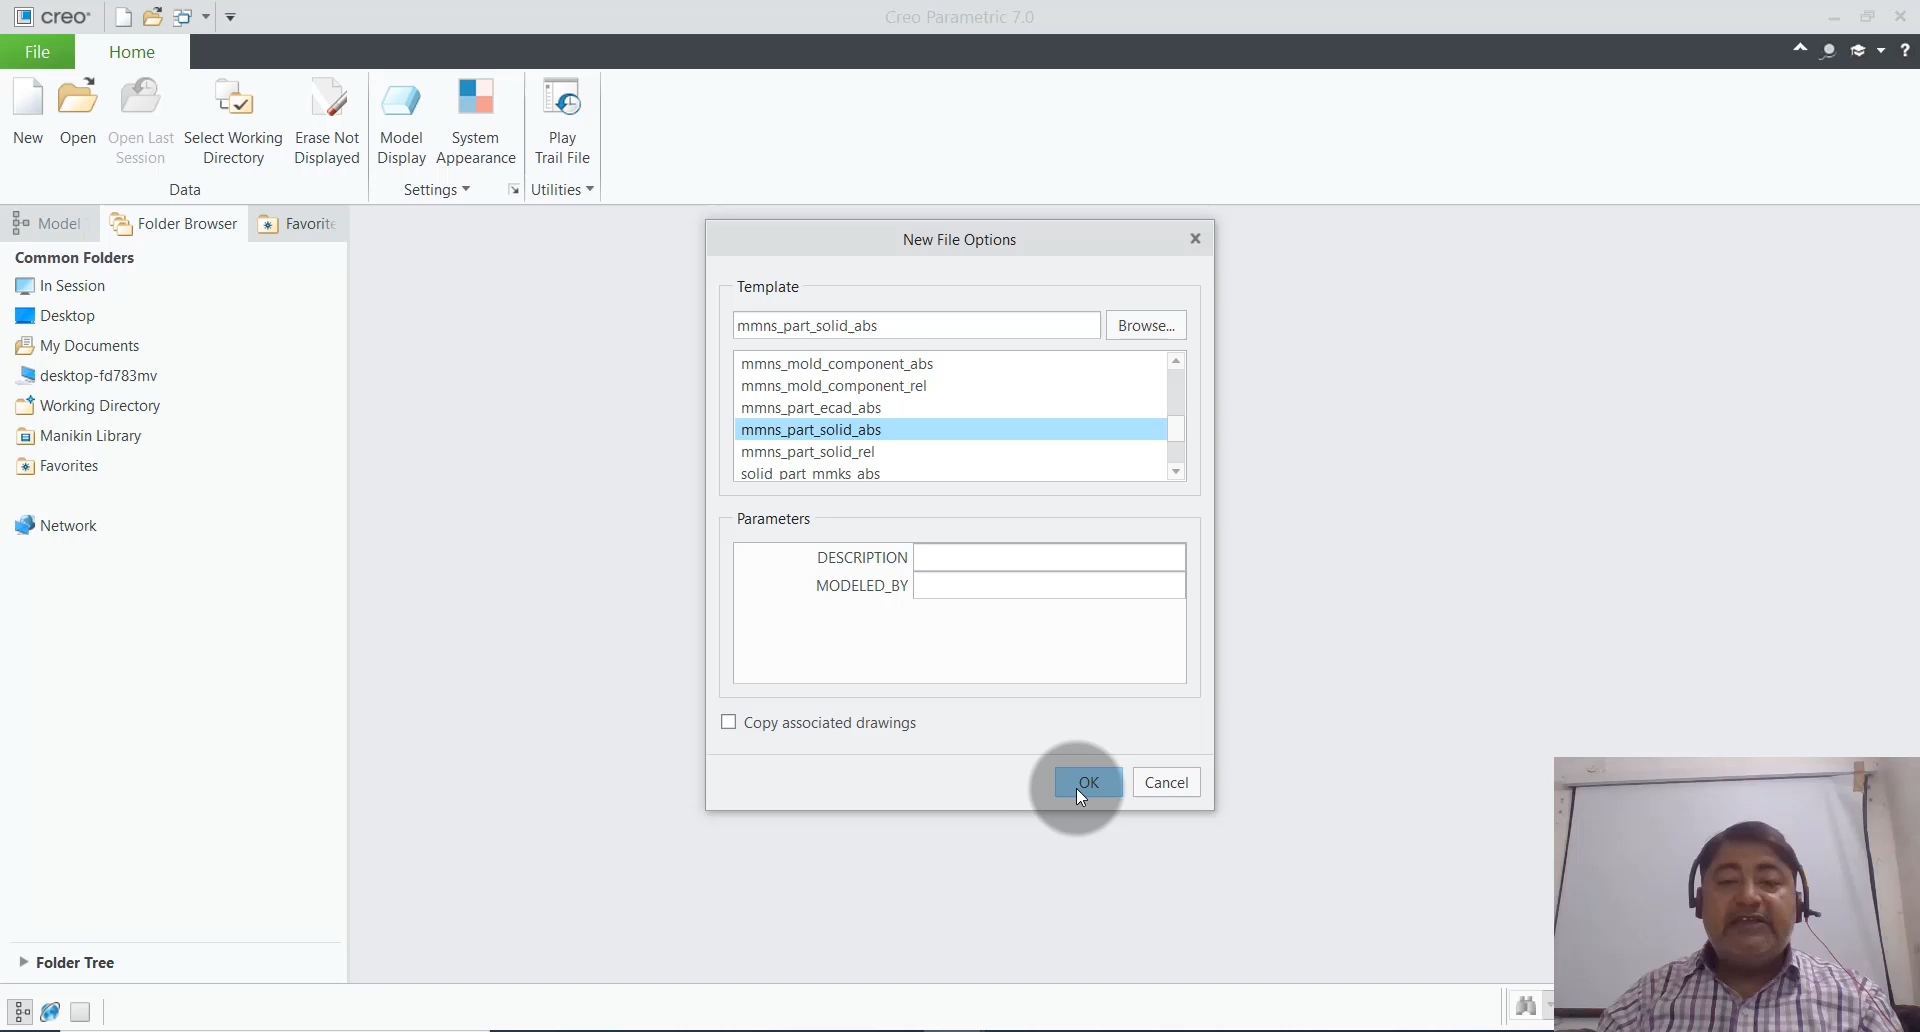 creo
Creo Parametric 7.0
File
Home
?
New
Open
Open Last
Session
Select Working
Directory
Erase Not
Displayed
Model
Display
System
Appearance
Play
Trail File
Data
Settings
Utilities
Model
Folder Browser
Favorite
Common Folders
In Session
Desktop
My Documents
desktop-fd783mv
Working Directory
Manikin Library
Favorites
Network
Folder Tree
New File Options
Template
mmns_part_solid_abs
Browse...
mmns_mold_component_abs
mmns_mold_component_rel
mmns_part_ecad_abs
mmns_part_solid_abs
mmns_part_solid_rel
solid_part_mmks_abs
Parameters
DESCRIPTION
MODELED_BY
Copy associated drawings
OK
Cancel